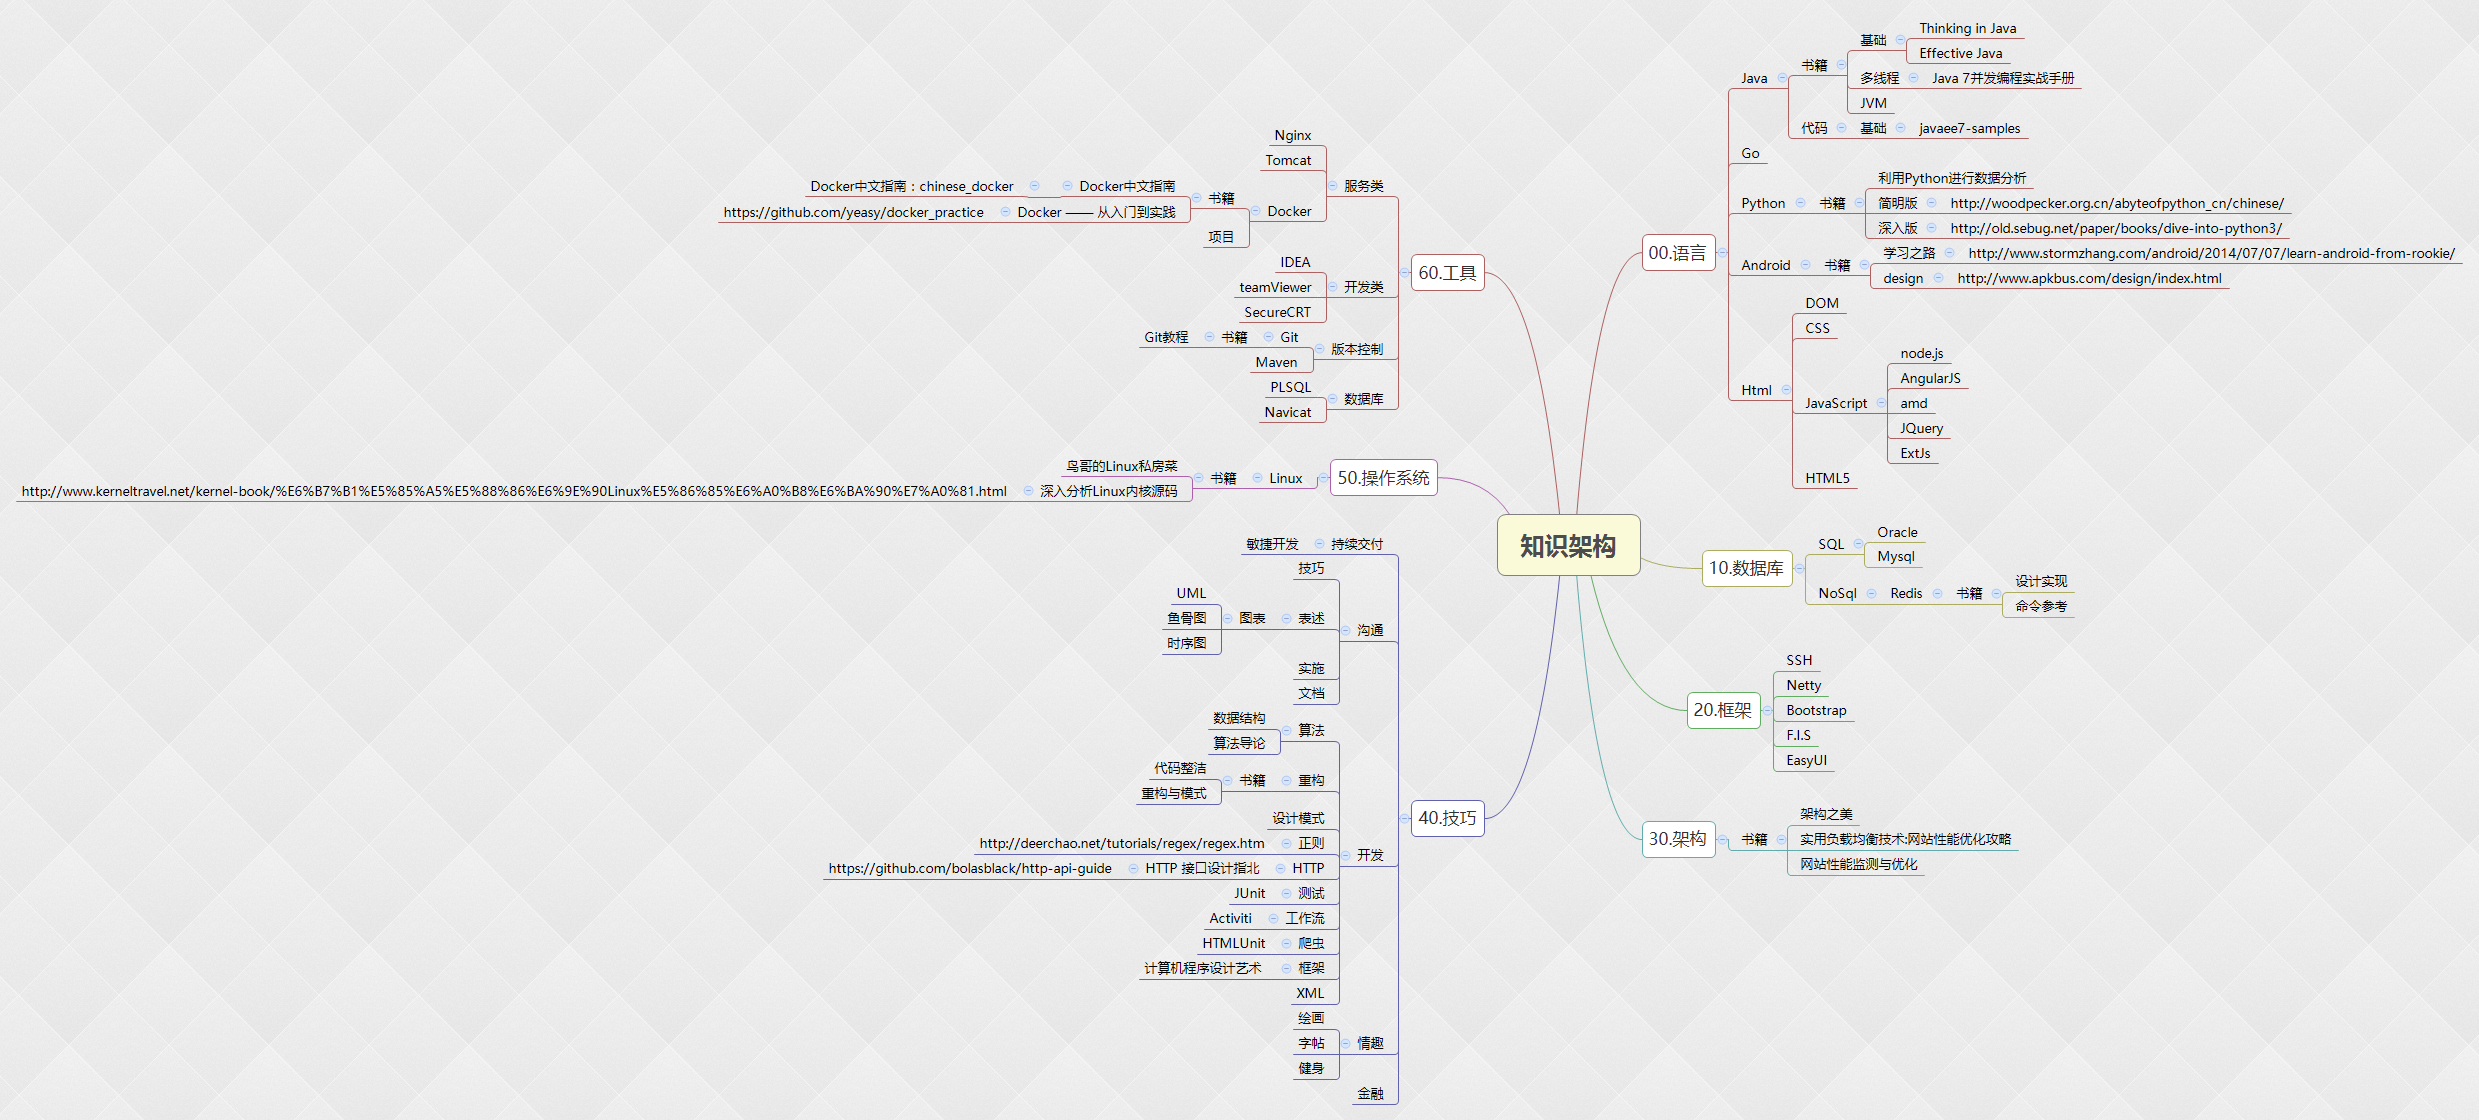 知识架构
00.语言
Java
书籍
基础
Thinking in Java
Effective Java
多线程
Java 7并发编程实战手册
JVM
代码
基础
javaee7-samples
Go
Python
书籍
利用Python进行数据分析
简明版
http://woodpecker.org.cn/abyteofpython_cn/chinese/
深入版
http://old.sebug.net/paper/books/dive-into-python3/
Android
书籍
学习之路
http://www.stormzhang.com/android/2014/07/07/learn-android-from-rookie/
design
http://www.apkbus.com/design/index.html
Html
DOM
CSS
JavaScript
node.js
AngularJS
amd
JQuery
ExtJs
HTML5
10.数据库
SQL
Oracle
Mysql
NoSql
Redis
书籍
设计实现
命令参考
20.框架
SSH
Netty
Bootstrap
F.I.S
EasyUI
30.架构
书籍
架构之美
实用负载均衡技术:网站性能优化攻略
网站性能监测与优化
40.技巧
持续交付
敏捷开发
沟通
技巧
表述
图表
UML
鱼骨图
时序图
实施
文档
开发
算法
数据结构
算法导论
重构
书籍
代码整洁
重构与模式
设计模式
正则
http://deerchao.net/tutorials/regex/regex.htm
HTTP
HTTP 接口设计指北
https://github.com/bolasblack/http-api-guide
测试
JUnit
工作流
Activiti
爬虫
HTMLUnit
框架
计算机程序设计艺术
XML
情趣
绘画
字帖
健身
金融
50.操作系统
Linux
书籍
鸟哥的Linux私房菜
深入分析Linux内核源码
http://www.kerneltravel.net/kernel-book/%E6%B7%B1%E5%85%A5%E5%88%86%E6%9E%90Linux%E5%86%85%E6%A0%B8%E6%BA%90%E7%A0%81.html
60.工具
服务类
Nginx
Tomcat
Docker
书籍
Docker中文指南
Docker中文指南：chinese_docker
Docker —— 从入门到实践
https://github.com/yeasy/docker_practice
项目
开发类
IDEA
teamViewer
SecureCRT
版本控制
Git
书籍
Git教程
Maven
数据库
PLSQL
Navicat